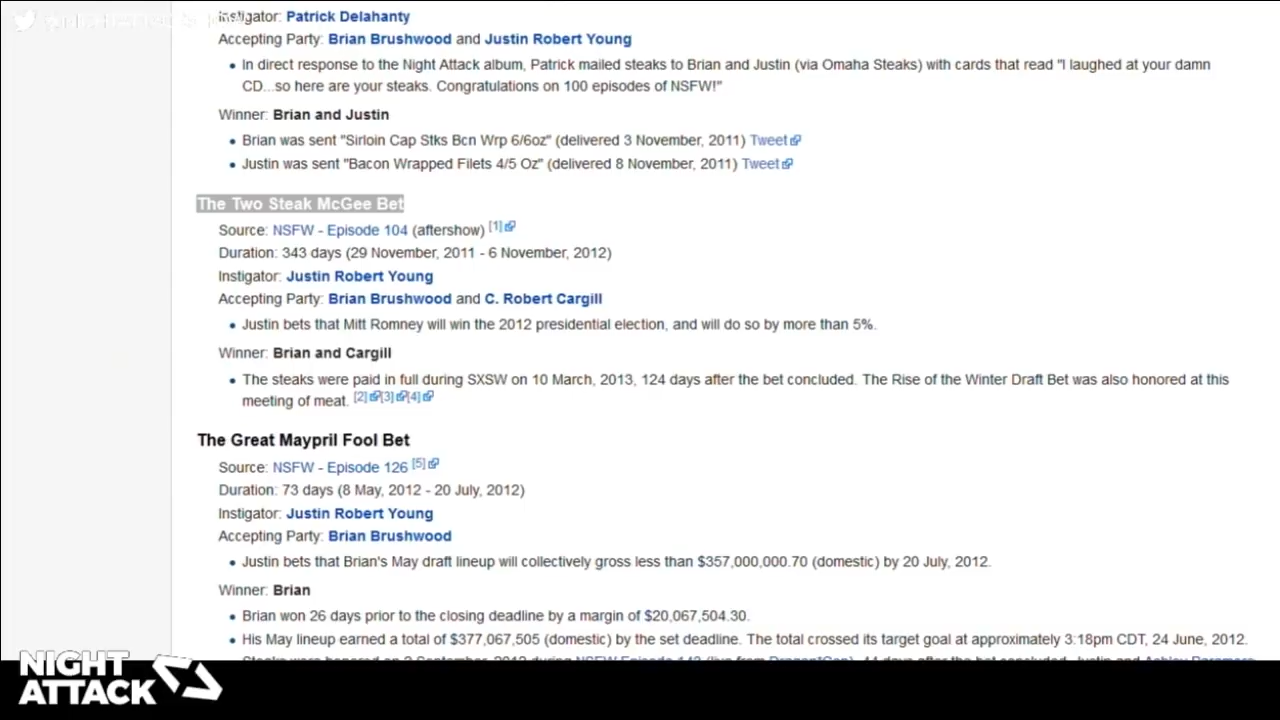 Instigator: Patrick Delahanty
Accepting Party: Brian Brushwood and Justin Robert Young
• In direct response to the Night Attack album, Patrick mailed steaks to Brian and Justin (via Omaha Steaks) with cards that read "I laughed at your damn
CD...so here are your steaks. Congratulations on 100 episodes of NSFW!"
Winner: Brian and Justin
• Brian was sent "Sirloin Cap Stks Bcn Wrp 6/6oz" (delivered 3 November, 2011) Tweet
• Justin was sent "Bacon Wrapped Filets 4/5 Oz" (delivered 8 November, 2011) Tweet
The Two Steak McGee Bet
Source: NSFW - Episode 104 (aftershow) [1]
Duration: 343 days (29 November, 2011 - 6 November, 2012)
Instigator: Justin Robert Young
Accepting Party: Brian Brushwood and C. Robert Cargill
• Justin bets that Mitt Romney will win the 2012 presidential election, and will do so by more than 5%.
Winner: Brian and Cargill
• The steaks were paid in full during SXSW on 10 March, 2013, 124 days after the bet concluded. The Rise of the Winter Draft Bet was also honored at this
meeting of meat. [2][3][4]
The Great Maypril Fool Bet
Source: NSFW - Episode 126 [5]
Duration: 73 days (8 May, 2012 - 20 July, 2012)
Instigator: Justin Robert Young
Accepting Party: Brian Brushwood
• Justin bets that Brian's May draft lineup will collectively gross less than $357,000,000.70 (domestic) by 20 July, 2012.
Winner: Brian
• Brian won 26 days prior to the closing deadline by a margin of $20,067,504.30.
• His May lineup earned a total of $377,067,505 (domestic) by the set deadline. The total crossed its target goal at approximately 3:18pm CDT, 24 June, 2012.
NIGHT
ATTACK